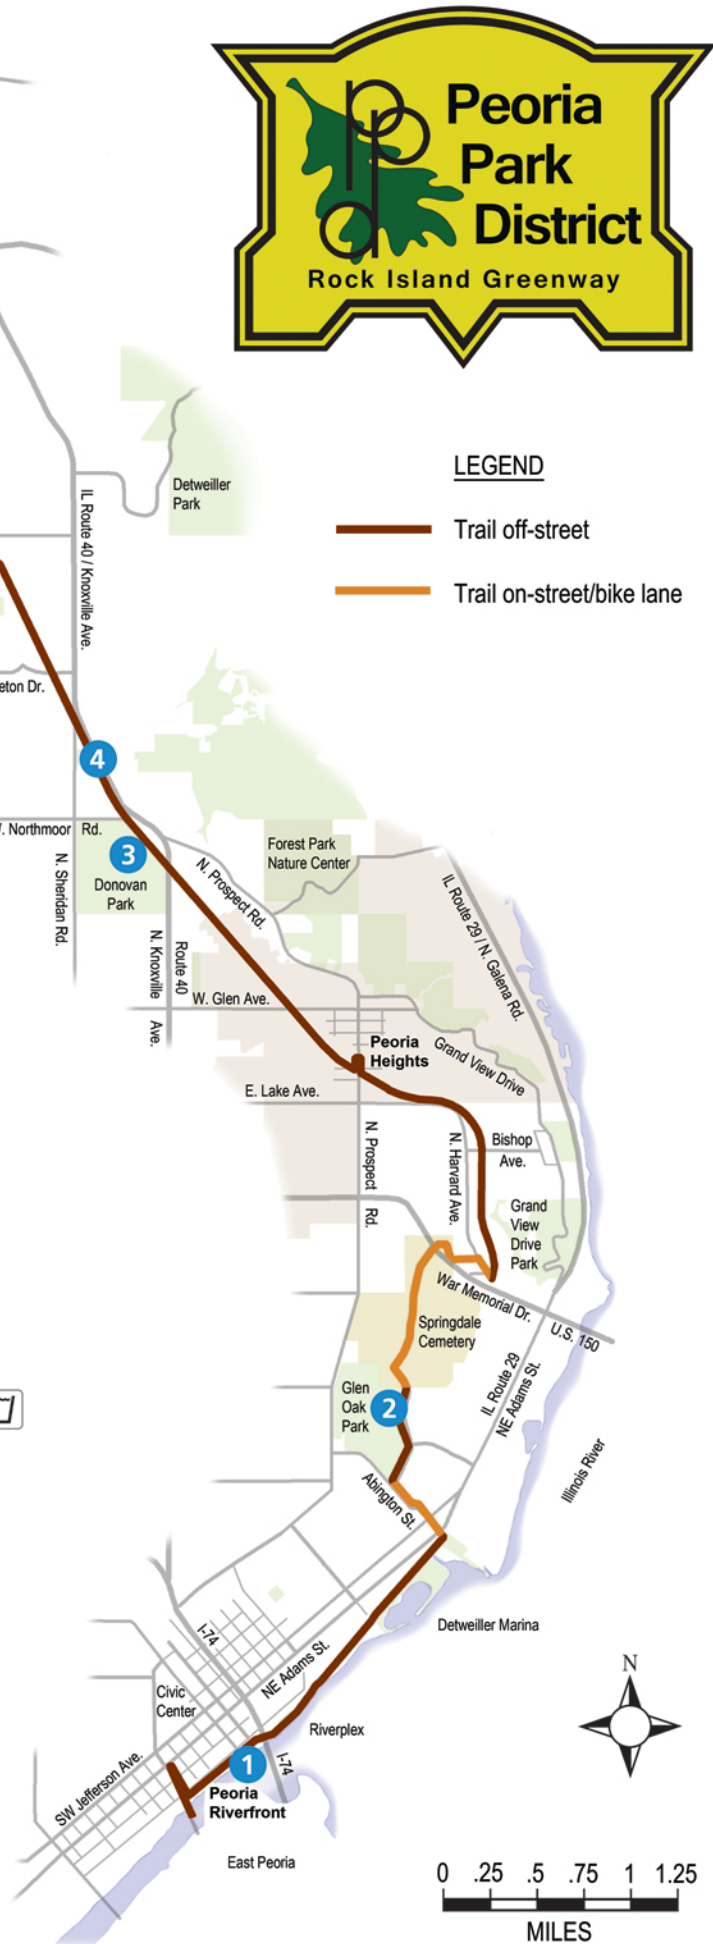 Peoria
Park
District
Rock Island Greenway
LEGEND
Trail off-street
Trail on-street/bike lane
Detweiller
Park
IL Route 40 / Knoxville Ave.
eton Dr.
4
. Northmoor Rd.
3
Donovan
Park
N. Sheridan Rd.
N. Prospect Rd.
Forest Park
Nature Center
IL Route 29 / N. Galena Rd.
N. Knoxville Ave.
Route 40
W. Glen Ave.
Peoria
Heights
Grand View Drive
E. Lake Ave.
N. Prospect Rd.
N. Harvard Ave.
Bishop
Ave.
Grand
View
Drive
Park
War Memorial Dr.
U.S. 150
Springdale
Cemetery
IL Route 29
NE Adams St.
Glen
Oak
Park
2
Abington St.
Illinois River
Detweiller Marina
I-74
NE Adams St.
Civic
Center
Riverplex
N
SW Jefferson Ave.
1
I-74
Peoria
Riverfront
East Peoria
0 .25 .5 .75 1 1.25
MILES